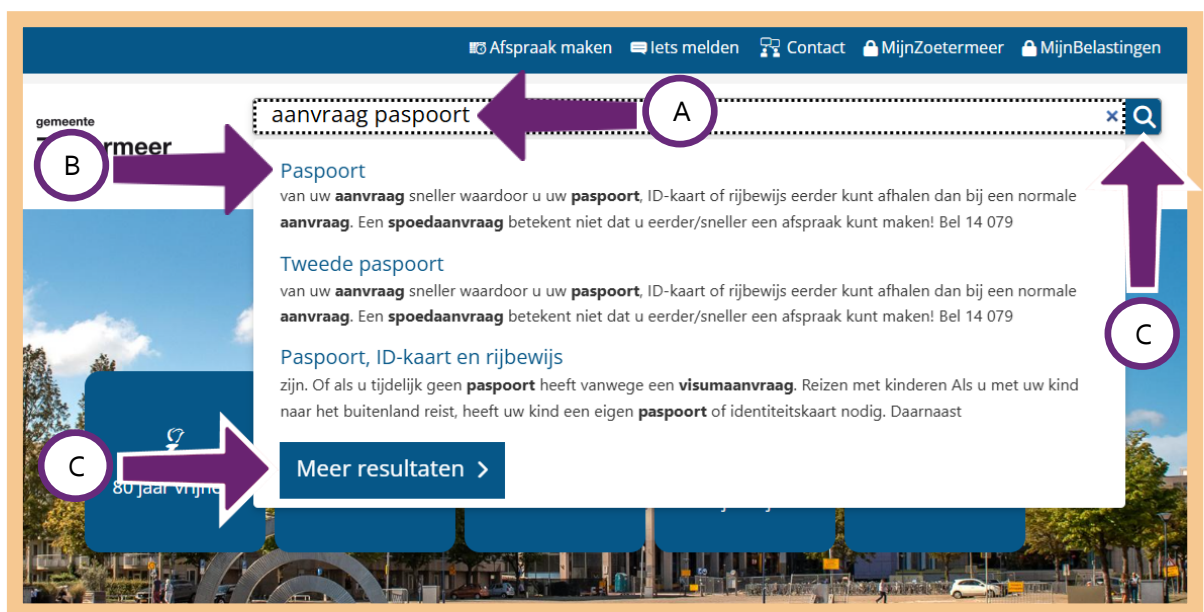 Afspraak maken Iets melden Contact MijnZoetermeer MijnBelastingen
aanvraag paspoort × A
gemeente
rmeer
B
Paspoort
van uw aanvraag sneller waardoor u uw paspoort, ID-kaart of rijbewijs eerder kunt afhalen dan bij een normale
aanvraag. Een spoedaanvraag betekent niet dat u eerder/sneller een afspraak kunt maken! Bel 14 079
Tweede paspoort
van uw aanvraag sneller waardoor u uw paspoort, ID-kaart of rijbewijs eerder kunt afhalen dan bij een normale
aanvraag. Een spoedaanvraag betekent niet dat u eerder/sneller een afspraak kunt maken! Bel 14 079
C
Paspoort, ID-kaart en rijbewijs
zijn. Of als u tijdelijk geen paspoort heeft vanwege een visumaanvraag. Reizen met kinderen Als u met uw kind
naar het buitenland reist, heeft uw kind een eigen paspoort of identiteitskaart nodig. Daarnaast
C
Meer resultaten
80 jaar